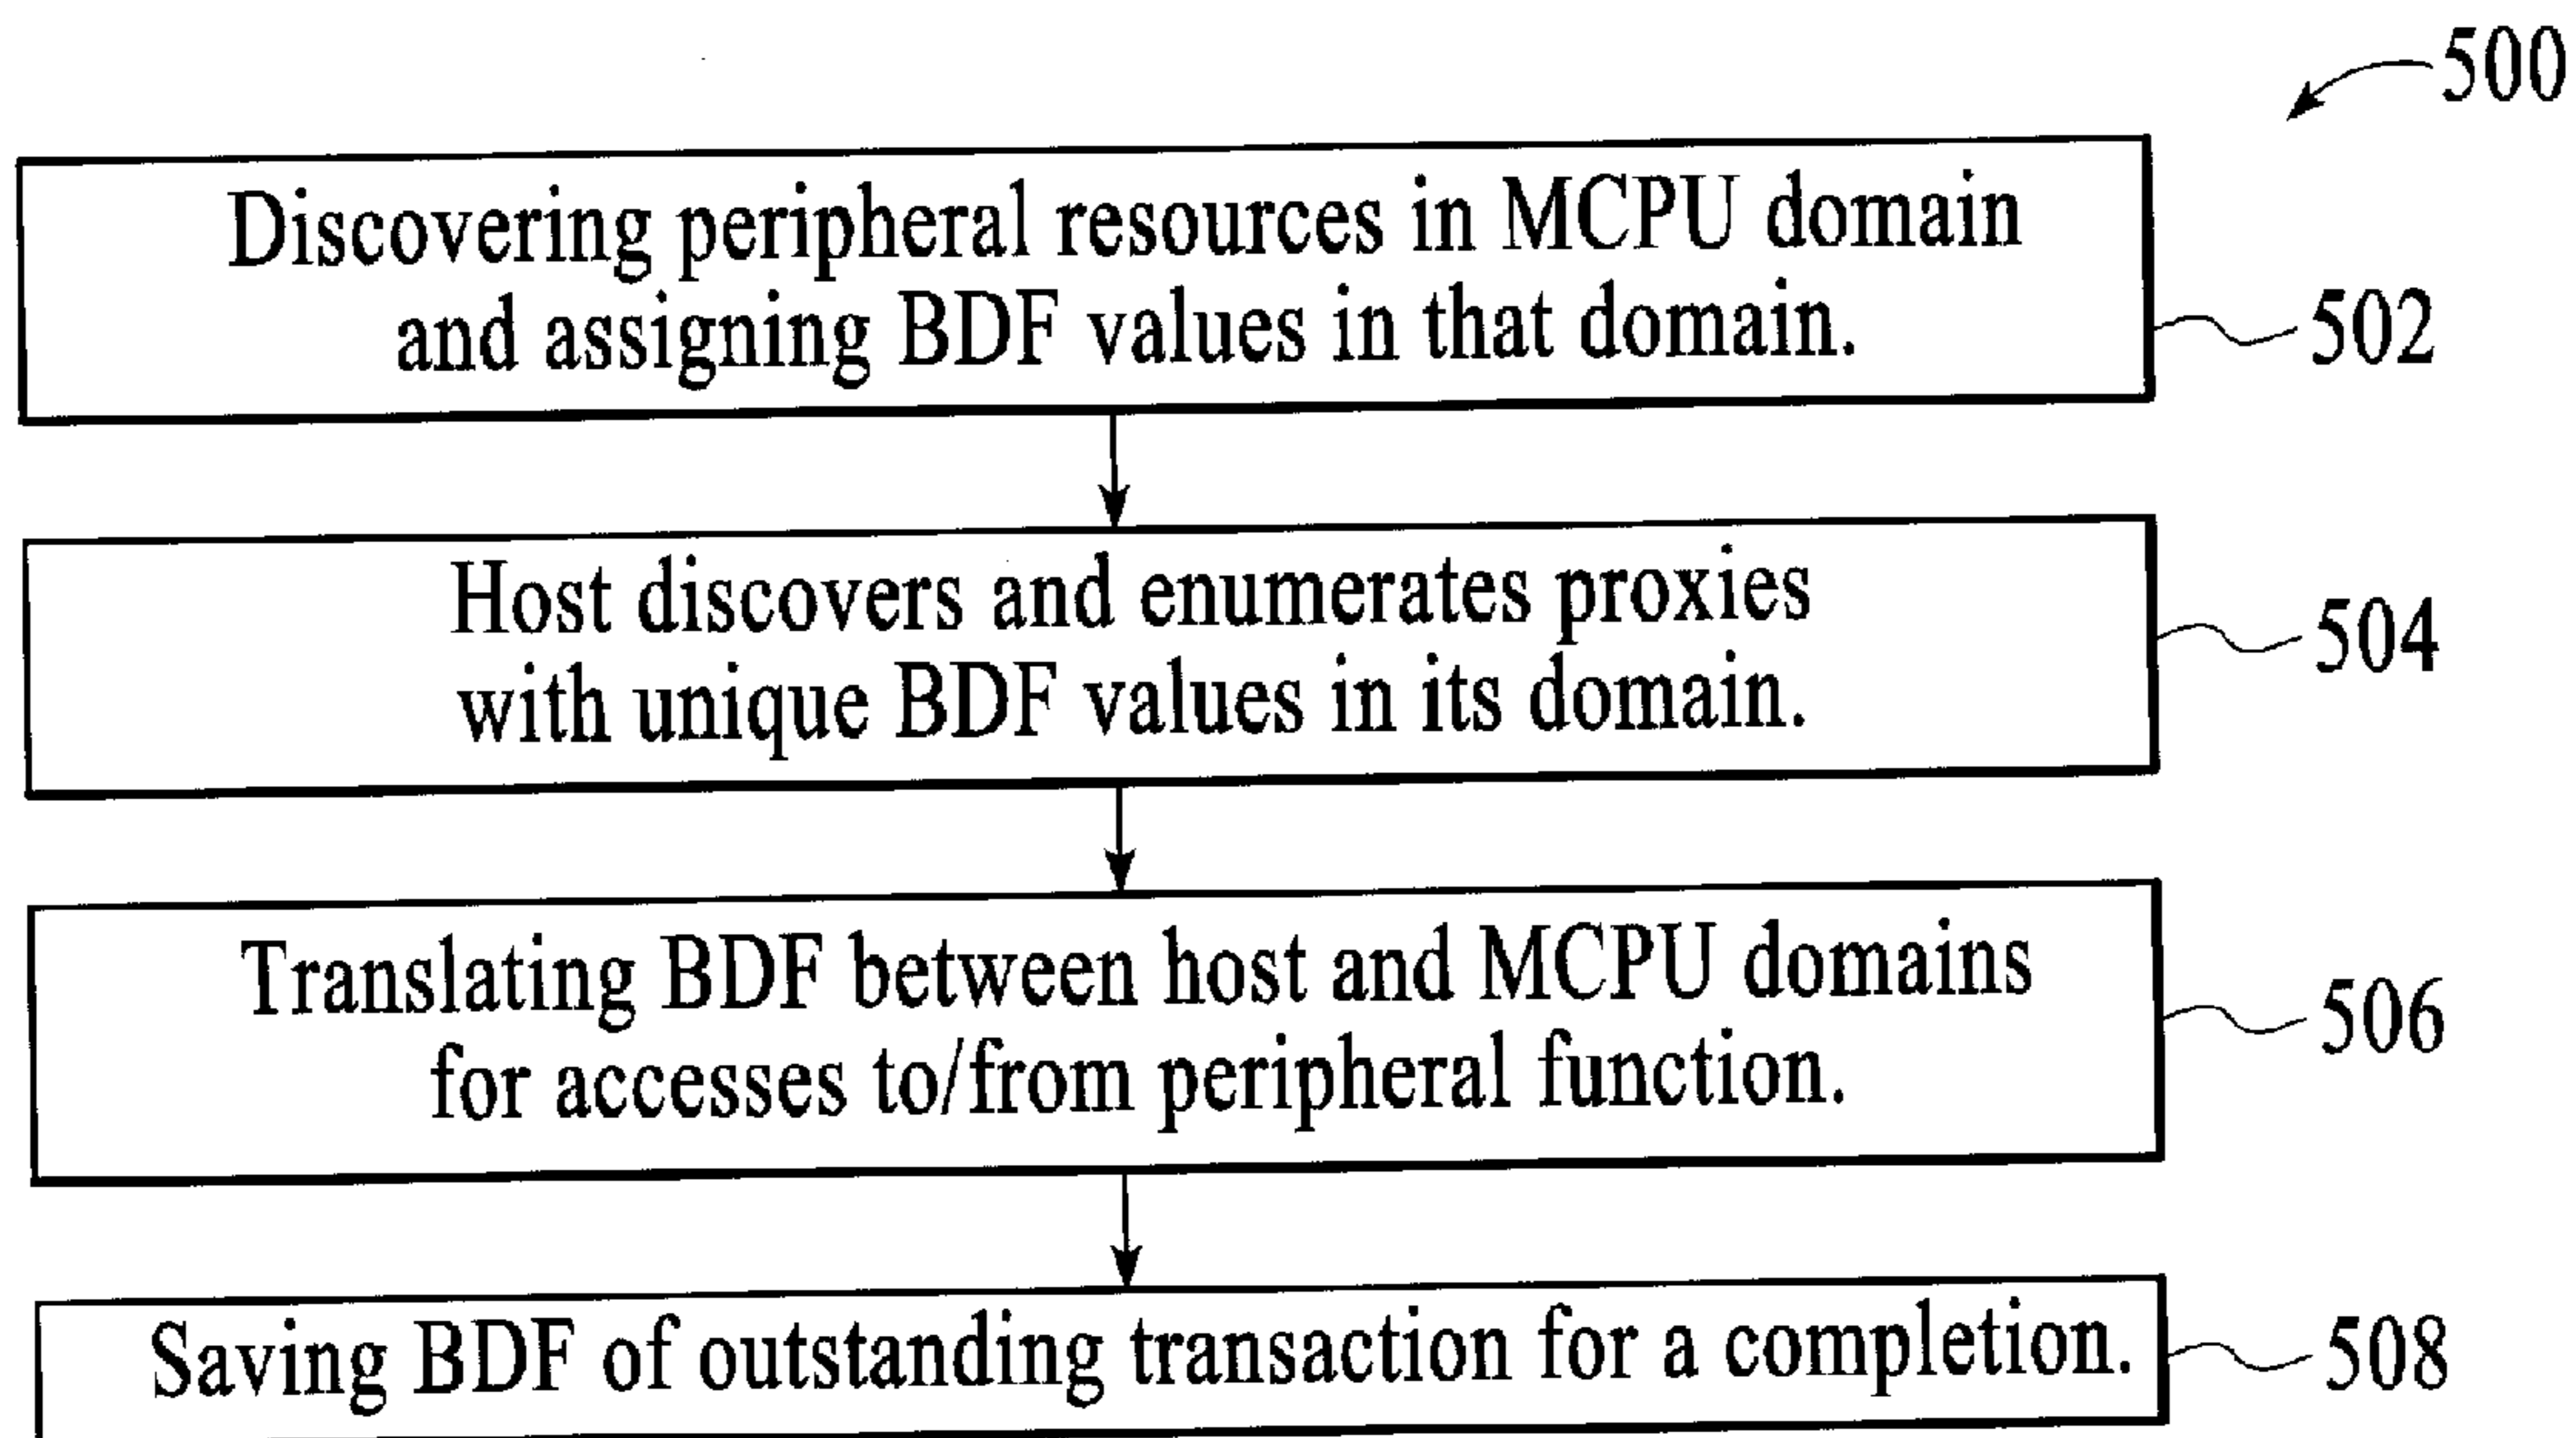 500
Discovering peripheral resources in MCPU domain
and assigning BDF values in that domain.
502
Host discovers and enumerates proxies
with unique BDF values in its domain.
504
Translating BDF between host and MCPU domains
for accesses to/from peripheral function.
506
Saving BDF of outstanding transaction for a completion.
508